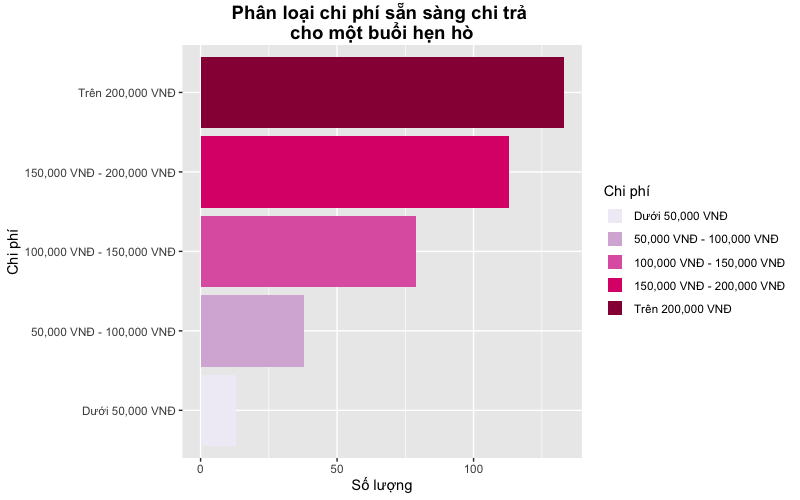 Phân loại chi phí sẵn sàng chi trả
cho một buổi hẹn hò
Chi phí
Trên 200,000 VNĐ
150,000 VNĐ - 200,000 VNĐ
100,000 VNĐ - 150,000 VNĐ
50,000 VNĐ - 100,000 VNĐ
Dưới 50,000 VNĐ
0
50
100
Số lượng
Chi phí
Dưới 50,000 VNĐ
50,000 VNĐ - 100,000 VNĐ
100,000 VNĐ - 150,000 VNĐ
150,000 VNĐ - 200,000 VNĐ
Trên 200,000 VNĐ